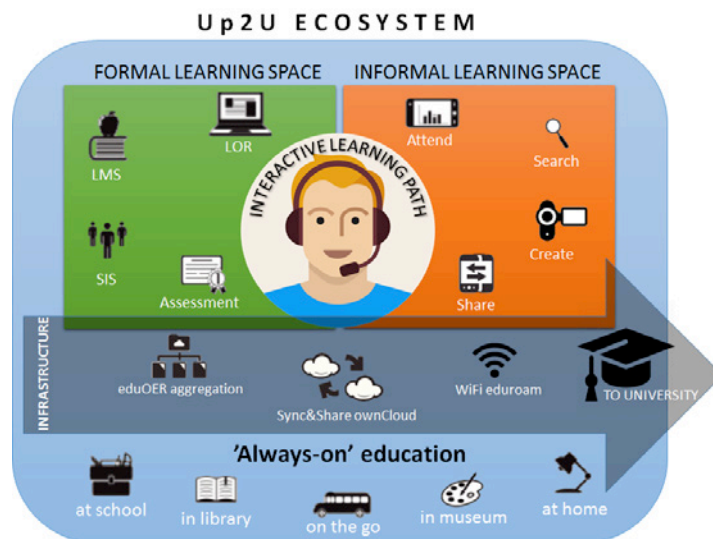 Up2U ECOSYSTEM
FORMAL LEARNING SPACE
INFORMAL LEARNING SPACE
LMS
LOR
SIS
Assessment
INTERACTIVE LEARNING PATH
Attend
Search
Create
Share
INFRASTRUCTURE
eduOER aggregation
Sync&Share ownCloud
WiFi eduroam
TO UNIVERSITY
'Always-on' education
at school
in library
on the go
in museum
at home